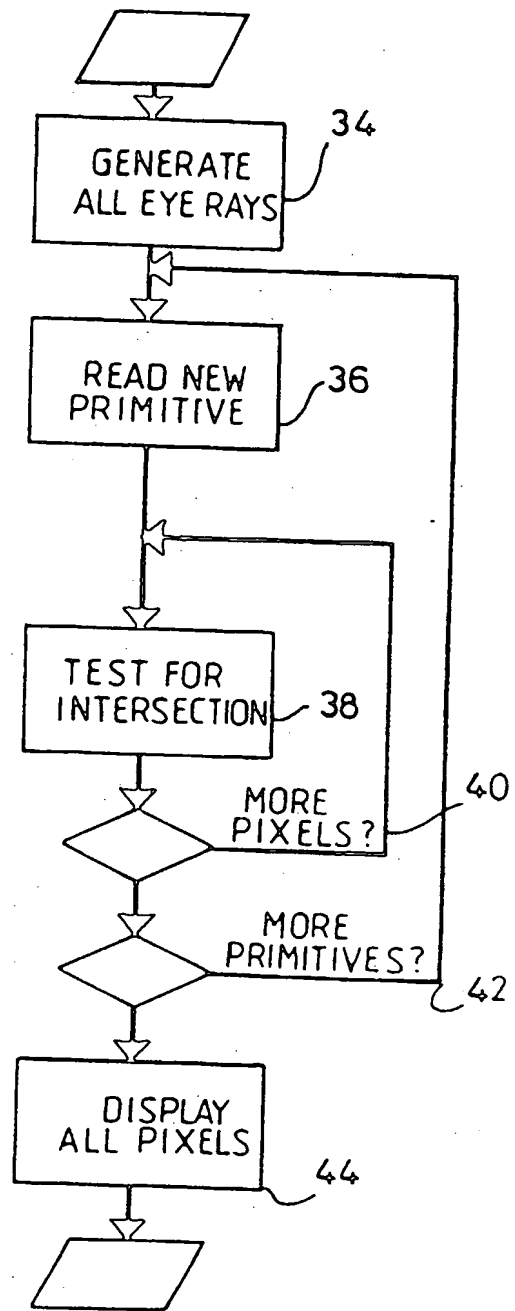 GENERATE
ALL EYE RAYS
34
READ NEW
PRIMITIVE
36
TEST FOR
INTERSECTION
38
MORE
PIXELS?
40
MORE
PRIMITIVES?
42
DISPLAY
ALL PIXELS
44